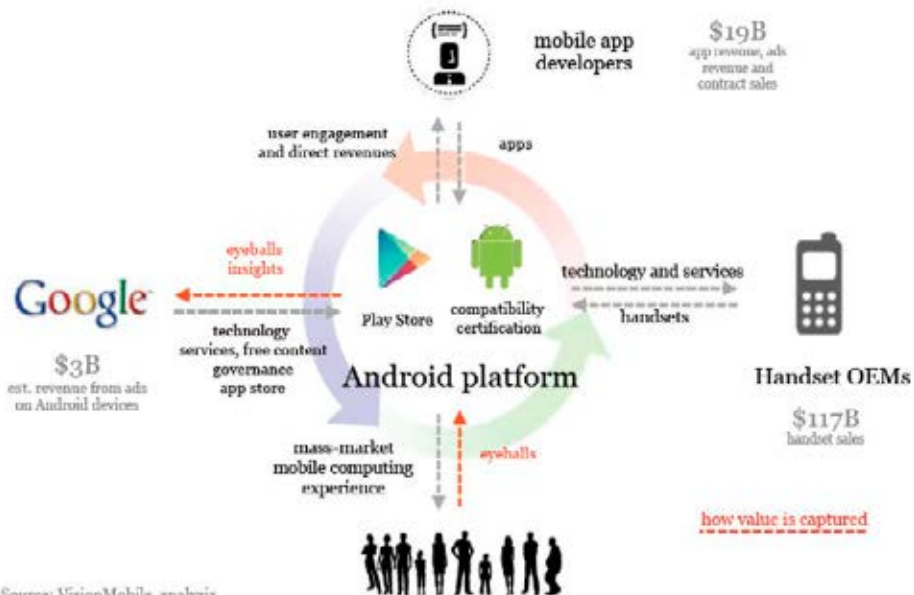 mobile app
developers
$19B
app revenue, ads
revenue and
contract sales
user engagement
and direct revenues
apps
eyeballs
insights
Google
technology
services, free content
governance
app store
$3B
est. revenue from ads
on Android devices
Play Store
compatibility
certification
Android platform
technology and services
handsets
Handset OEMs
$117B
handset sales
mass-market
mobile computing
experience
eyeballs
how value is captured
Source: VisionMobile analysis